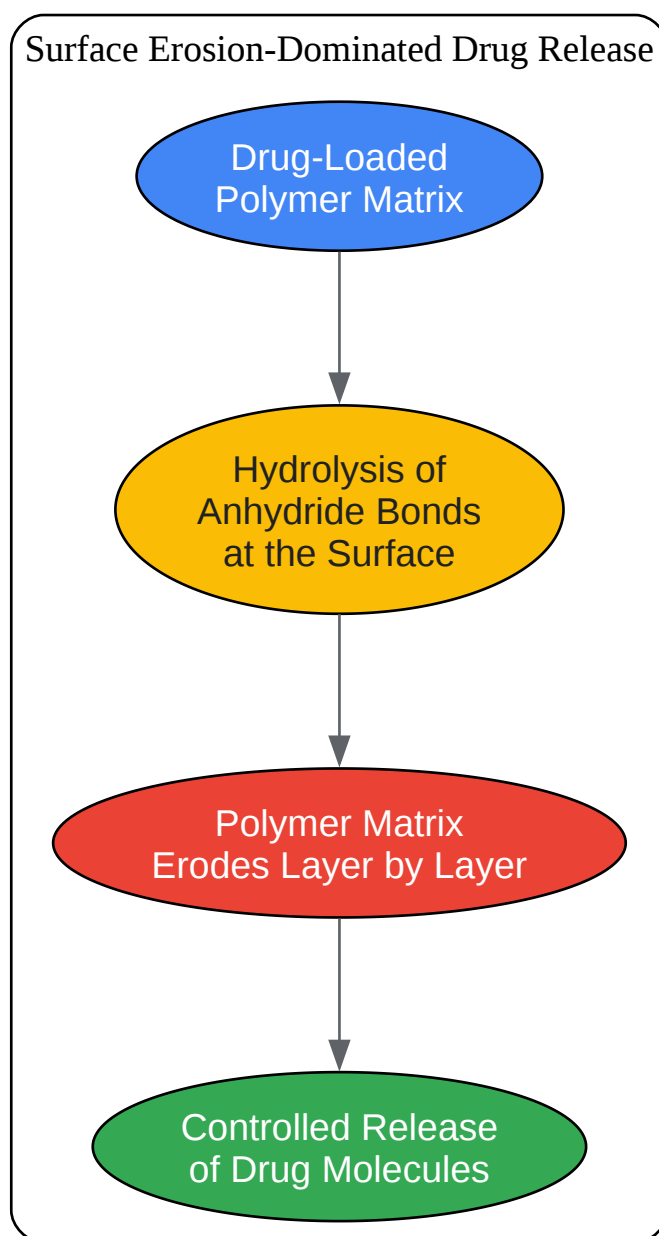 Surface Erosion-Dominated Drug Release
Drug-Loaded
Polymer Matrix
Hydrolysis of
Anhydride Bonds
at the Surface
Polymer Matrix
Erodes Layer by Layer
Controlled Release
of Drug Molecules